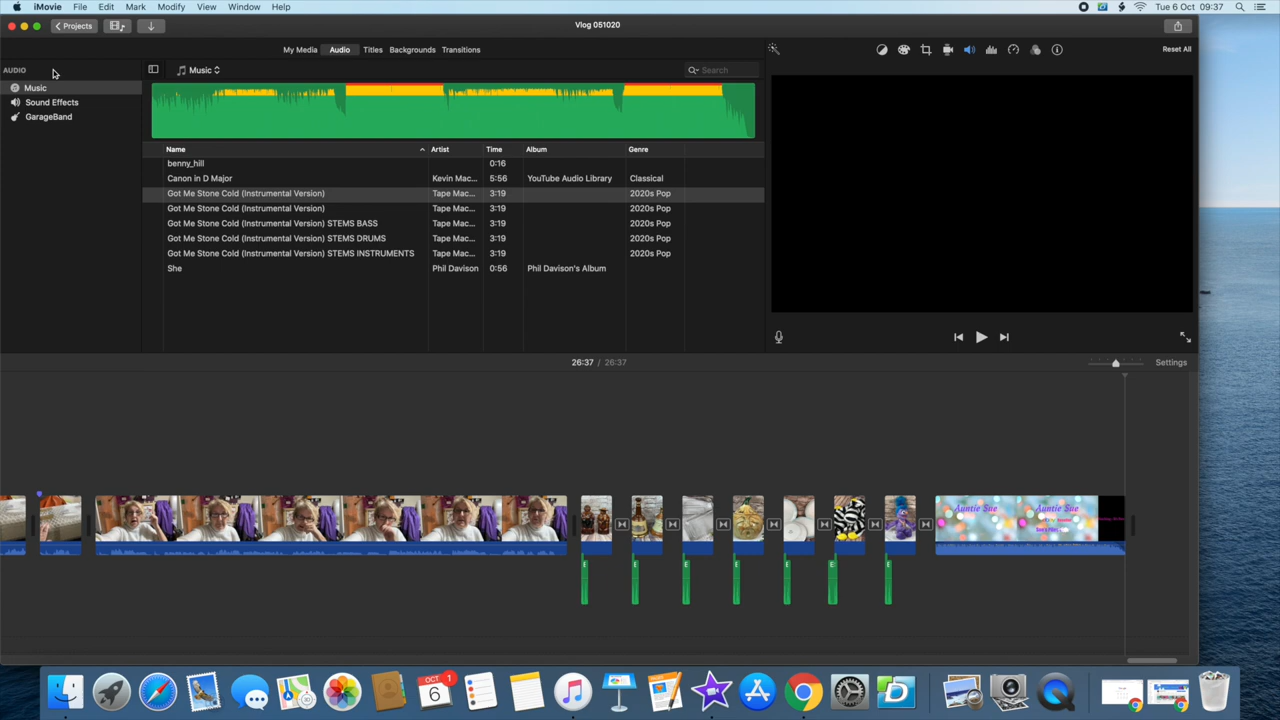 iMovie File Edit Mark Modify View Window Help
Tue 6 Oct 09:37
Projects
Vlog 051020
My Media Audio Titles Backgrounds Transitions
Reset All
AUDIO
Music
Search
Music
Sound Effects
GarageBand
Name Artist Time Album Genre
benny_hill 0:16
Canon in D Major Kevin Mac... 5:56 YouTube Audio Library Classical
Got Me Stone Cold (Instrumental Version) Tape Mac... 3:19 2020s Pop
Got Me Stone Cold (Instrumental Version) Tape Mac... 3:19 2020s Pop
Got Me Stone Cold (Instrumental Version) STEMS BASS Tape Mac... 3:19 2020s Pop
Got Me Stone Cold (Instrumental Version) STEMS DRUMS Tape Mac... 3:19 2020s Pop
Got Me Stone Cold (Instrumental Version) STEMS INSTRUMENTS Tape Mac... 3:19 2020s Pop
She Phil Davison 0:56 Phil Davison's Album
26:37 / 26:37
Settings
Auntie Sue Auntie Sue
E E E E E E E
OCT
6
1